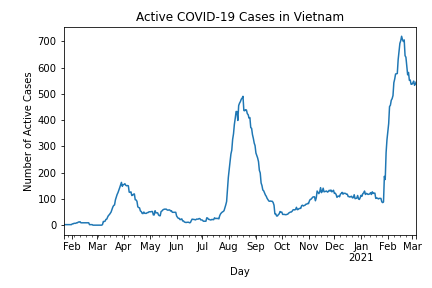 Active COVID-19 Cases in Vietnam
Number of Active Cases
700
600
500
400
300
200
100
0
Feb Mar Apr May Jun Jul Aug Sep Oct Nov Dec Jan Feb Mar
2021
Day